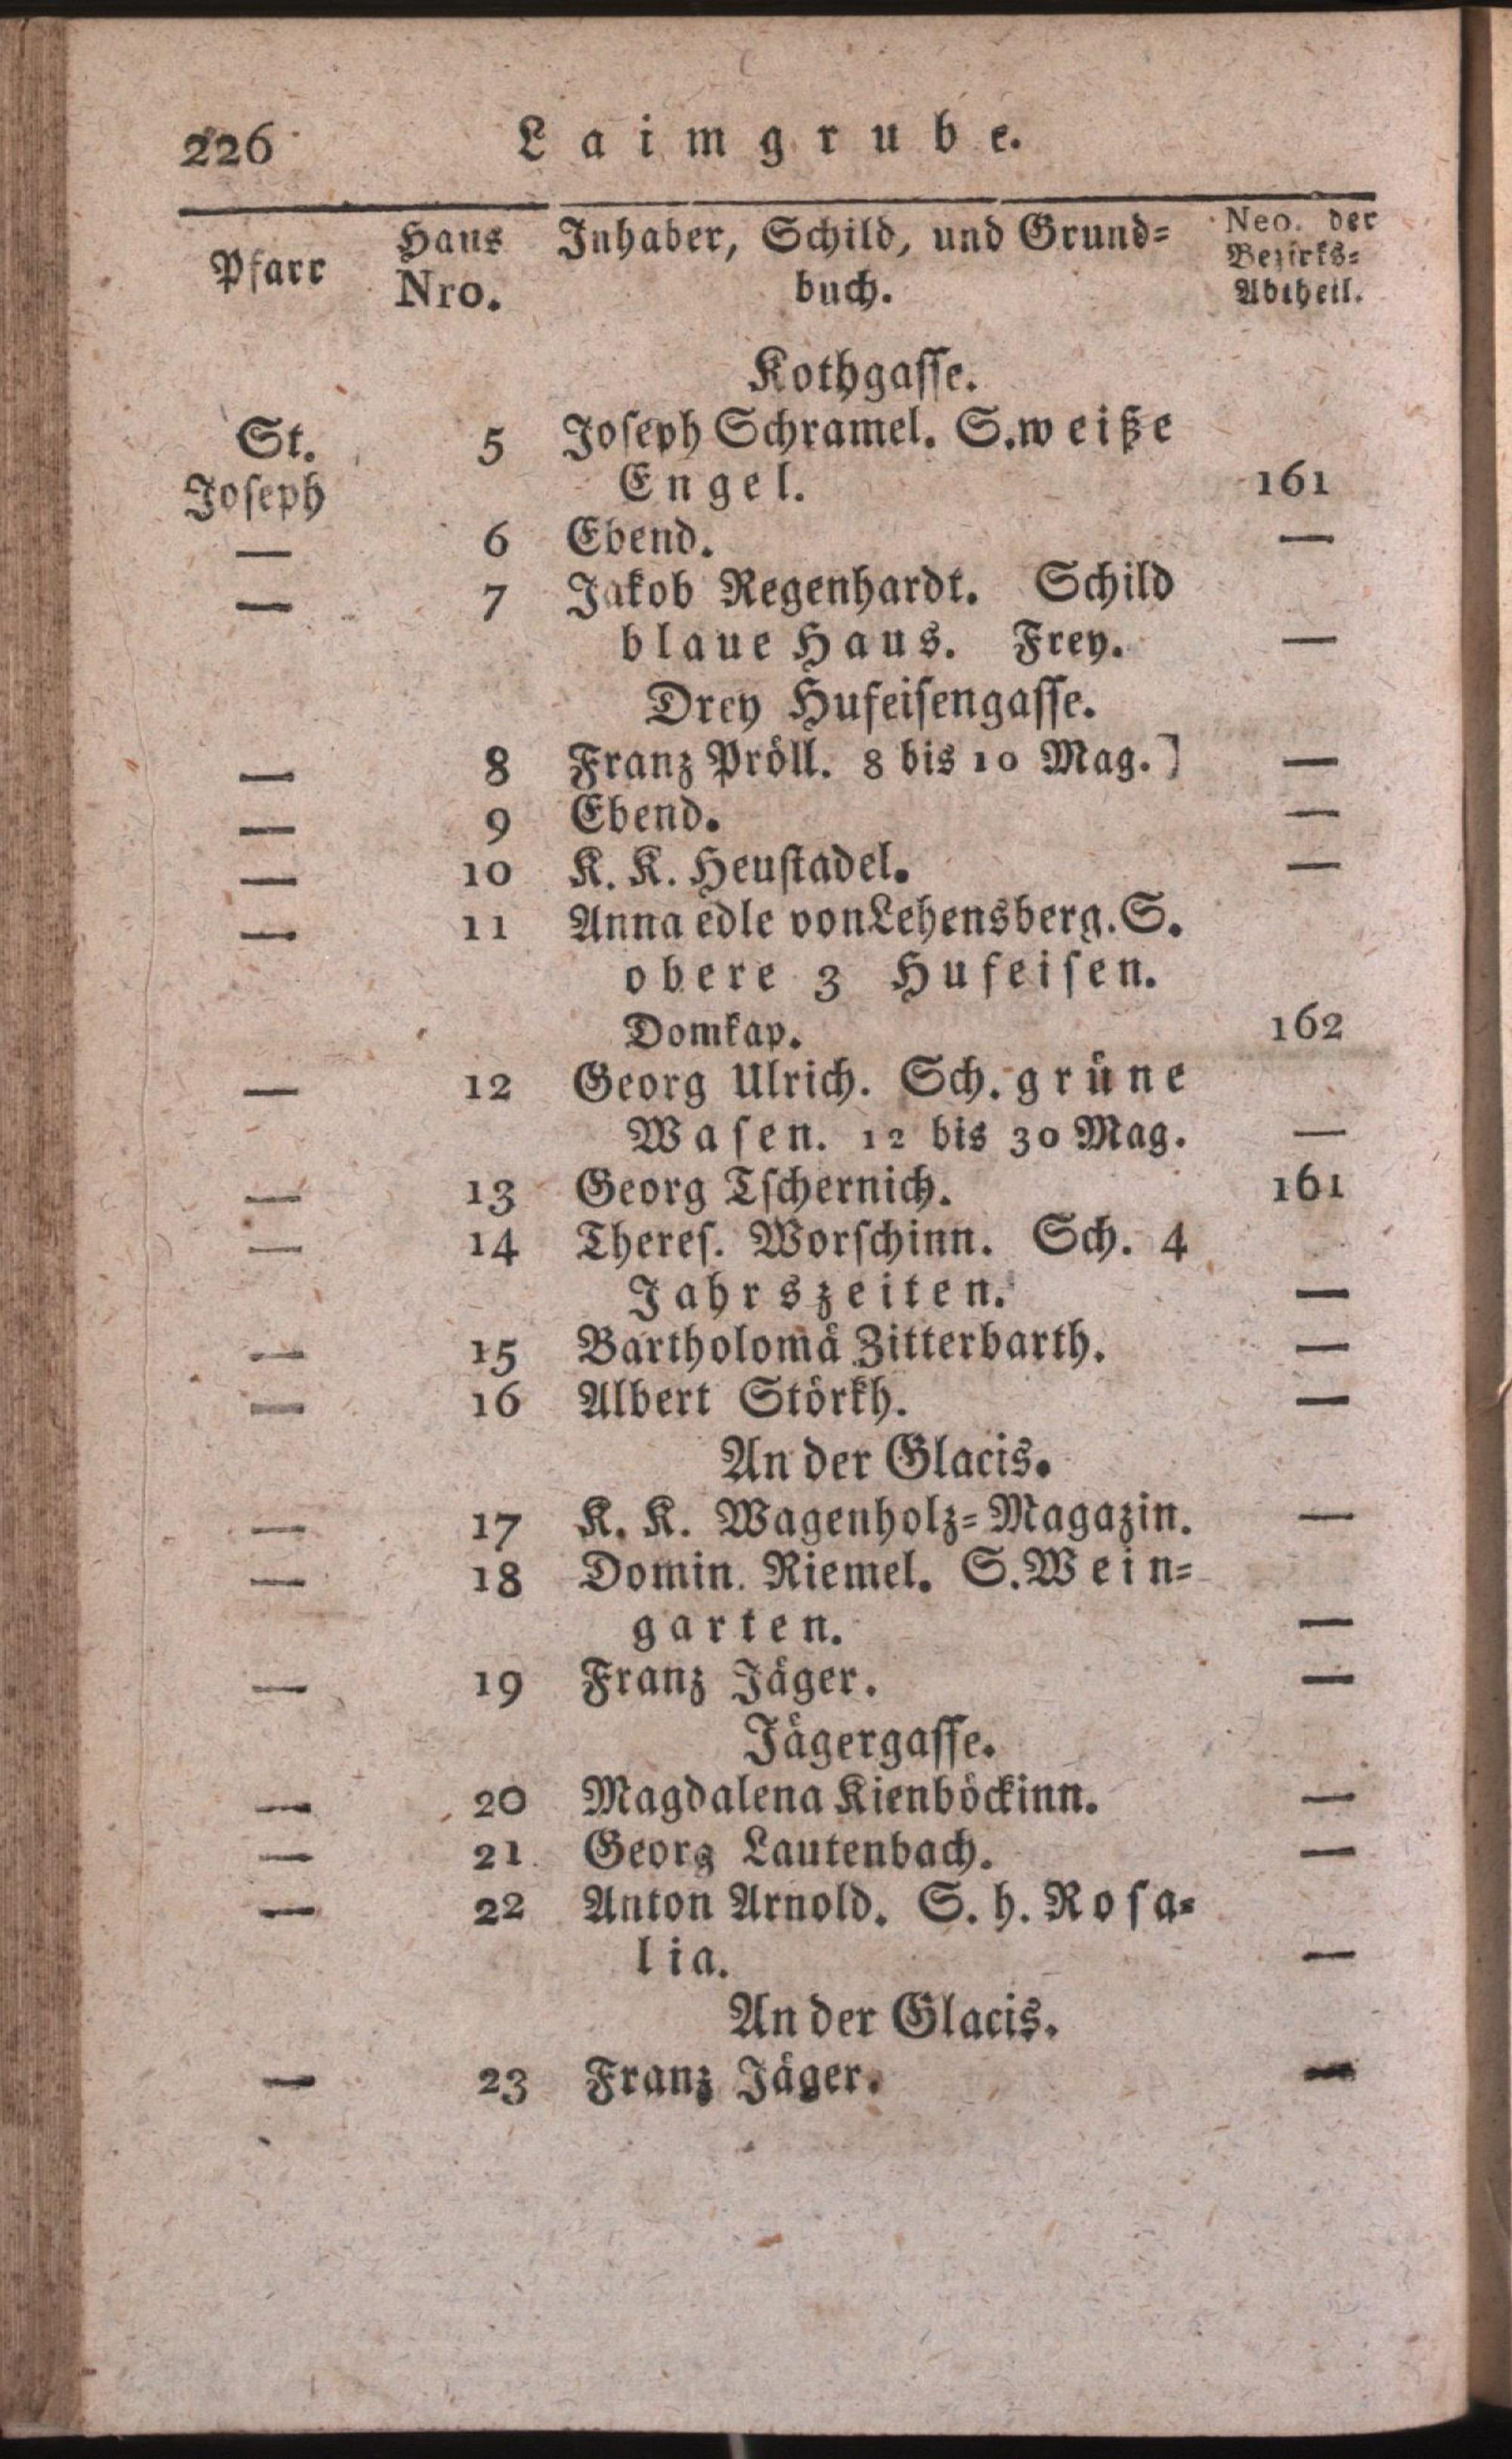 226 Laimgrube.
Pfarr Haus Nro. Inhaber, Schild, und Grund= Neo. der Bezirks=
buch. Abtheil.
Kothgasse.
St. 5 Joseph Schramel. S. weiße
Joseph Engel. 161
— 6 Ebend. —
— 7 Jakob Regenhardt. Schild
blaue Haus. Frey. —
Drey Hufeisengasse.
— 8 Franz Pröll. 8 bis 10 Mag.] —
— 9 Ebend. —
— 10 K. K. Heustadel. —
— 11 Anna edle von Lehensberg. S.
obere 3 Hufeisen.
Domkap. 162
— 12 Georg Ulrich. Sch. grüne
Wasen. 12 bis 30 Mag. —
— 13 Georg Tschernich. 161
— 14 Theres. Worschinn. Sch. 4
Jahrszeiten. —
— 15 Bartholomä Zitterbarth. —
— 16 Albert Störkh. —
An der Glacis.
— 17 K. K. Wagenholz=Magazin. —
— 18 Domin. Riemel. S. Wein=
garten. —
— 19 Franz Jäger. —
Jägergasse.
— 20 Magdalena Kienböckinn. —
— 21 Georg Lautenbach. —
— 22 Anton Arnold. S. h. Rosa=
lia. —
An der Glacis.
— 23 Franz Jäger. —